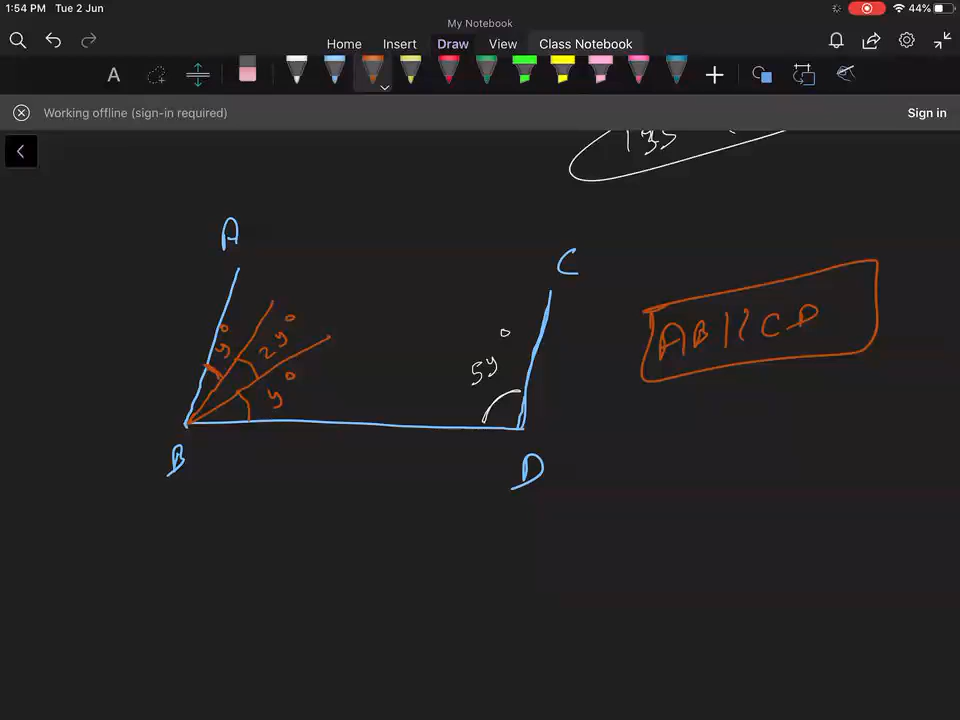 1:54 PM Tue 2 Jun
44%
My Notebook
Home Insert Draw View Class Notebook
A
Working offline (sign-in required)
Sign in
135
A
C
y°
2y°
y°
5y°
AB || CD
B
D